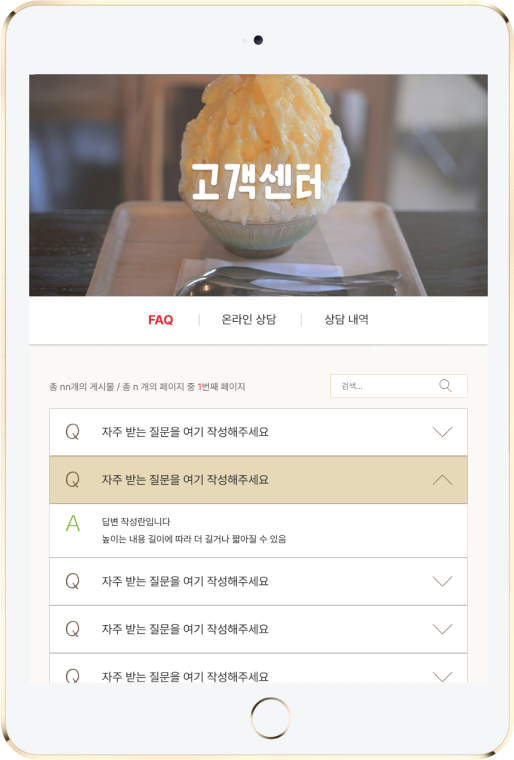 고객센터
FAQ
온라인 상담
상담 내역
총 nn개의 게시물 / 총 n 개의 페이지 중 1번째 페이지
검색...
Q 자주 받는 질문을 여기 작성해주세요
Q 자주 받는 질문을 여기 작성해주세요
A 답변 작성란입니다
높이는 내용 길이에 따라 더 길거나 짧아질 수 있음
Q 자주 받는 질문을 여기 작성해주세요
Q 자주 받는 질문을 여기 작성해주세요
Q 자주 받는 질문을 여기 작성해주세요